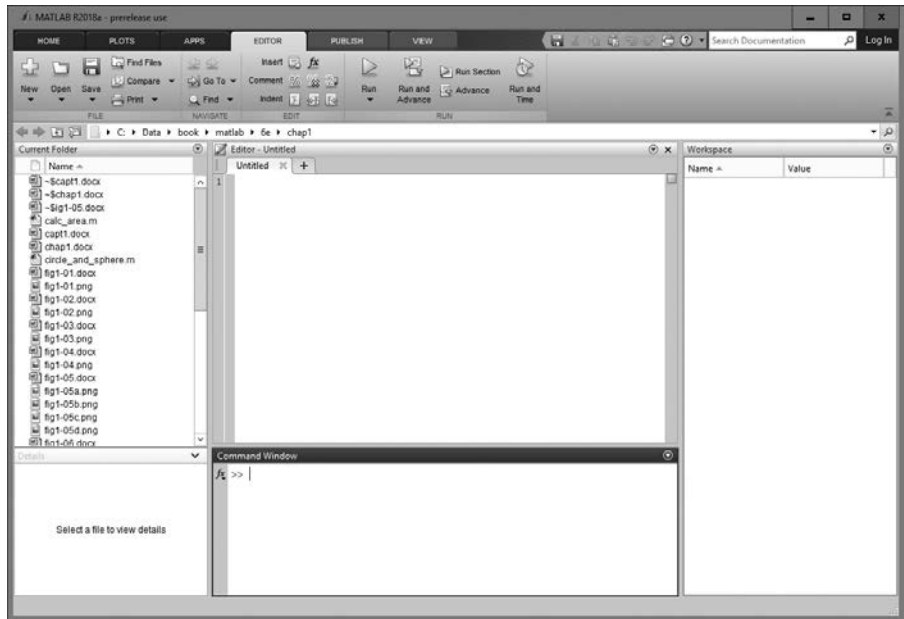 MATLAB R2018a - prerelease use
HOME PLOTS APPS EDITOR PUBLISH VIEW Search Documentation Log In
New Open Save Find Files Compare Print
FILE
Go To Find
NAVIGATE
Insert fx
Comment
Indent
EDIT
Run Run and Advance Run Section Advance Run and Time
RUN
C: Data book matlab 6e chap1
Current Folder
Name
~$capt1.docx
~$chap1.docx
~$ig1-05.docx
calc_area.m
capt1.docx
chap1.docx
circle_and_sphere.m
fig1-01.docx
fig1-01.png
fig1-02.docx
fig1-02.png
fig1-03.docx
fig1-03.png
fig1-04.docx
fig1-04.png
fig1-05.docx
fig1-05a.png
fig1-05b.png
fig1-05c.png
fig1-05d.png
fig1-06.docx
Details
Select a file to view details
Editor - Untitled
Untitled
1
Command Window
fx >>
Workspace
Name Value